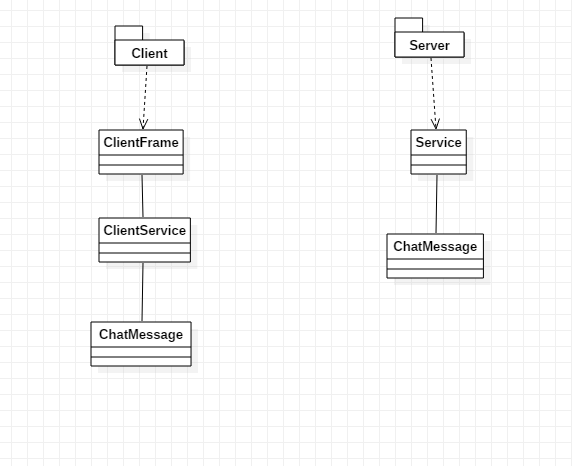 Client
ClientFrame
ClientService
ChatMessage
Server
Service
ChatMessage